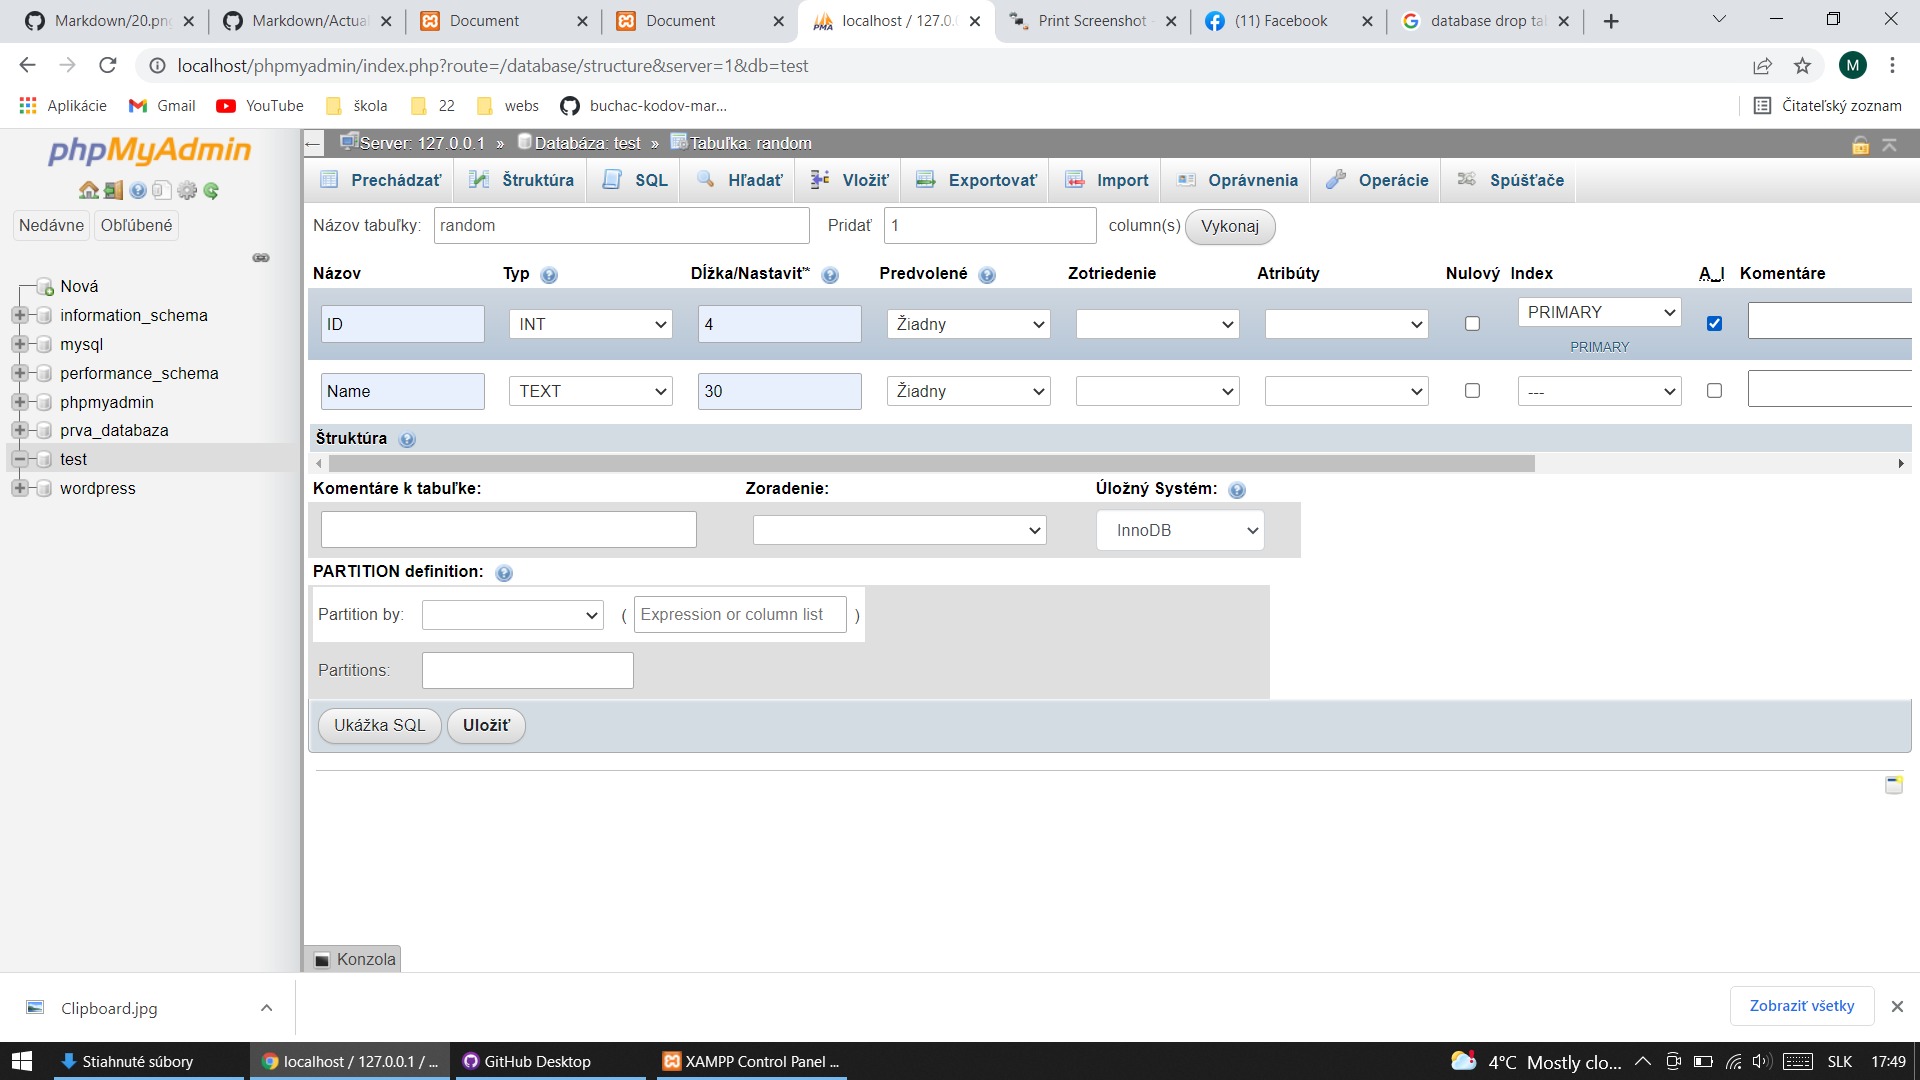 Markdown/20.pn
Markdown/Actua
Document
Document
localhost / 127.0.
Print Screenshot
(11) Facebook
database drop ta
localhost/phpmyadmin/index.php?route=/database/structure&server=1&db=test
M
Aplikácie
Gmail
YouTube
škola
22
webs
buchac-kodov-mar...
Čitateľský zoznam
phpMyAdmin
Nedávne
Obľúbené
Nová
information_schema
mysql
performance_schema
phpmyadmin
prva_databaza
test
wordpress
Server: 127.0.0.1 » Databáza: test » Tabuľka: random
Prechádzať
Štruktúra
SQL
Hľadať
Vložiť
Exportovať
Import
Oprávnenia
Operácie
Spúšťače
Názov tabuľky: random Pridať 1 column(s) Vykonaj
Názov Typ Dĺžka/Nastaviť* Predvolené Zotriedenie Atribúty Nulový Index A_I Komentáre
ID INT 4 Žiadny PRIMARY
PRIMARY
Name TEXT 30 Žiadny ---
Štruktúra
Komentáre k tabuľke: Zoradenie: Úložný Systém:
InnoDB
PARTITION definition:
Partition by: ( Expression or column list )
Partitions:
Ukážka SQL Uložiť
Konzola
Clipboard.jpg
Zobraziť všetky
Stiahnuté súbory
localhost / 127.0.0.1 / ...
GitHub Desktop
XAMPP Control Panel ...
4°C Mostly clo...
SLK
17:49